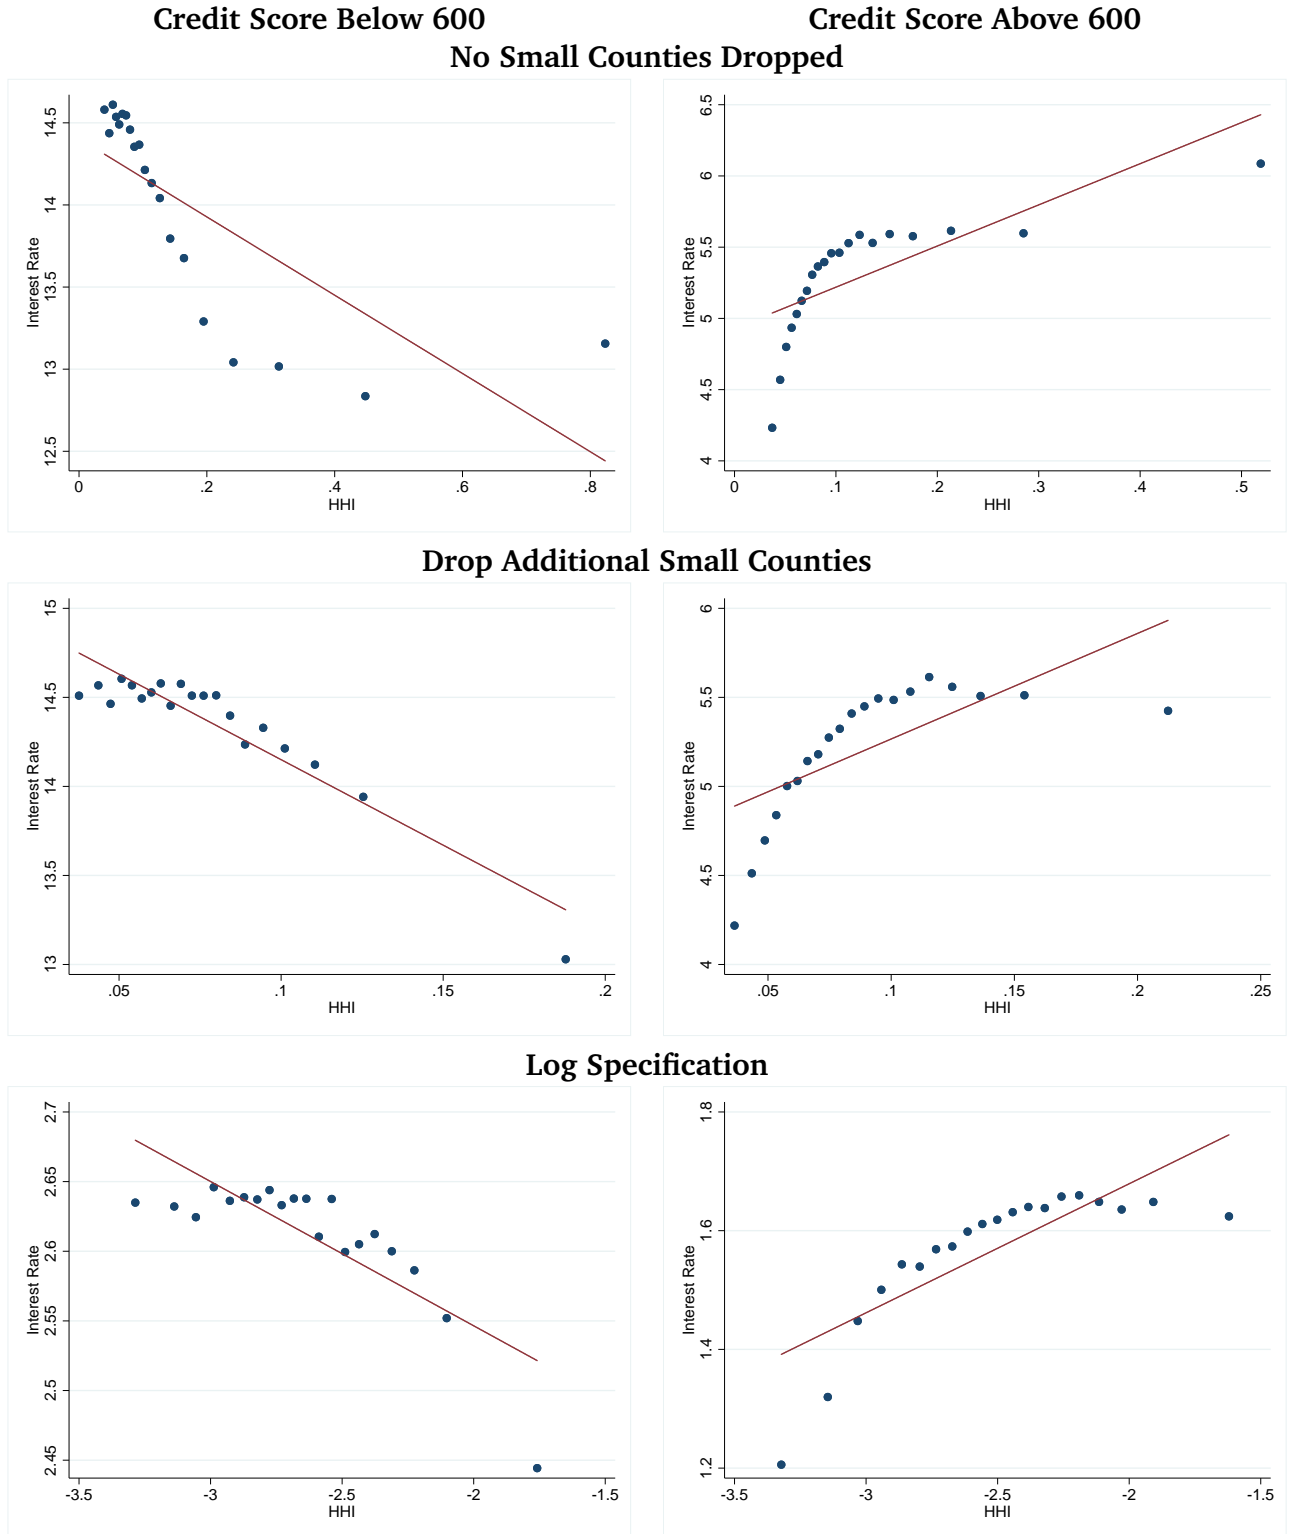 Credit Score Below 600 Credit Score Above 600
No Small Counties Dropped
Interest Rate
14.5
14
13.5
13
12.5
0 .2 .4 .6 .8
HHI
Interest Rate
6.5
6
5.5
5
4.5
4
0 .1 .2 .3 .4 .5
HHI
Drop Additional Small Counties
Interest Rate
15
14.5
14
13.5
13
.05 .1 .15 .2
HHI
Interest Rate
6
5.5
5
4.5
4
.05 .1 .15 .2 .25
HHI
Log Specification
Interest Rate
2.7
2.65
2.6
2.55
2.5
2.45
-3.5 -3 -2.5 -2 -1.5
HHI
Interest Rate
1.8
1.6
1.4
1.2
-3.5 -3 -2.5 -2 -1.5
HHI